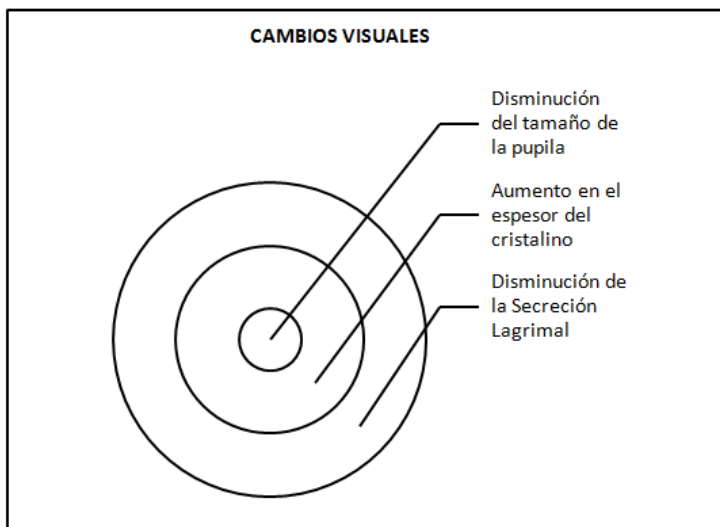 CAMBIOS VISUALES
Disminución
del tamaño de
la pupila
Aumento en el
espesor del
cristalino
Disminución de
la Secreción
Lagrimal